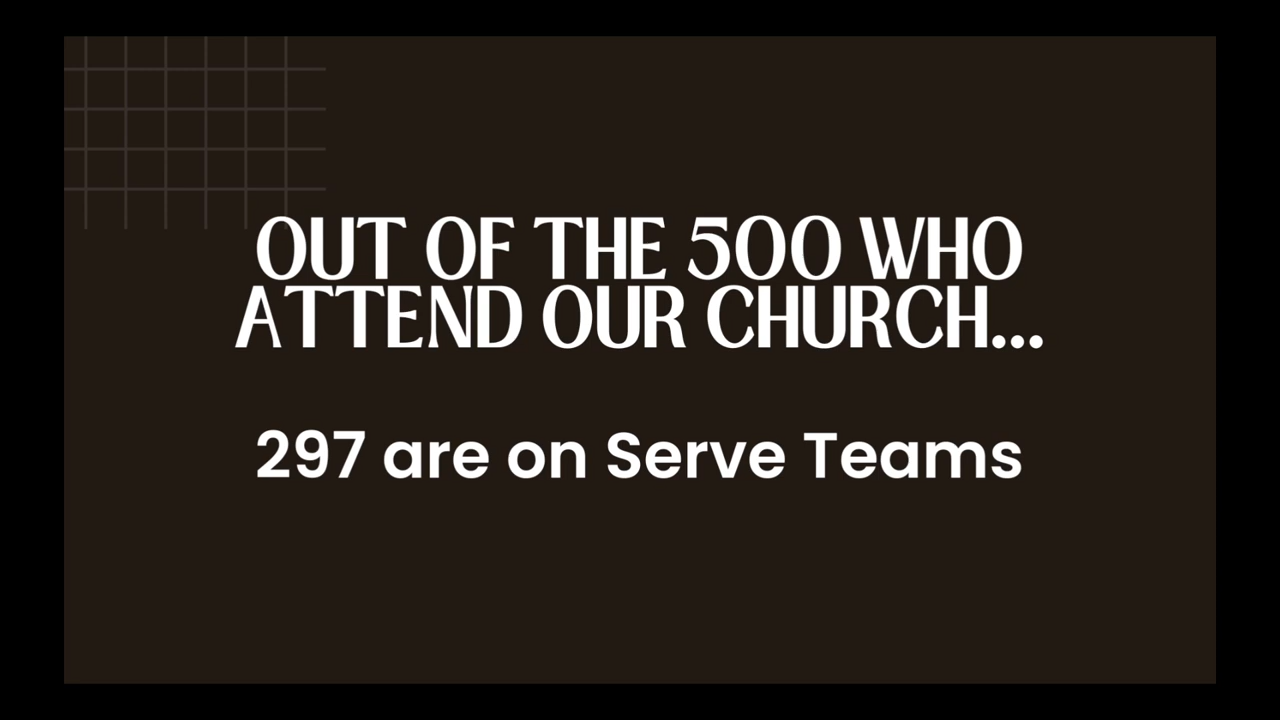 OUT OF THE 500 WHO
ATTEND OUR CHURCH...
297 are on Serve Teams